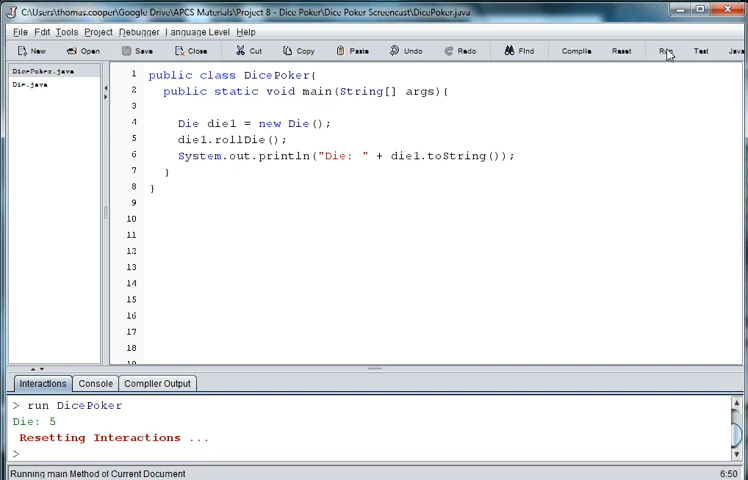 C:\Users\thomas.cooper\Google Drive\APCS Materials\Project 8 - Dice Poker\Dice Poker Screencast\DicePoker.java
File Edit Tools Project Debugger Language Level Help
New Open Save Close Cut Copy Paste Undo Redo Find Compile Reset Run Test
DicePoker.java
Die.java
1 public class DicePoker{
2 public static void main(String[] args){
3
4 Die die1 = new Die();
5 die1.rollDie();
6 System.out.println("Die: " + die1.toString());
7 }
8 }
9
10
11
12
13
14
15
16
17
18
Interactions Console Compiler Output
> run DicePoker
Die: 5
Resetting Interactions ...
>
Running main Method of Current Document 6:50